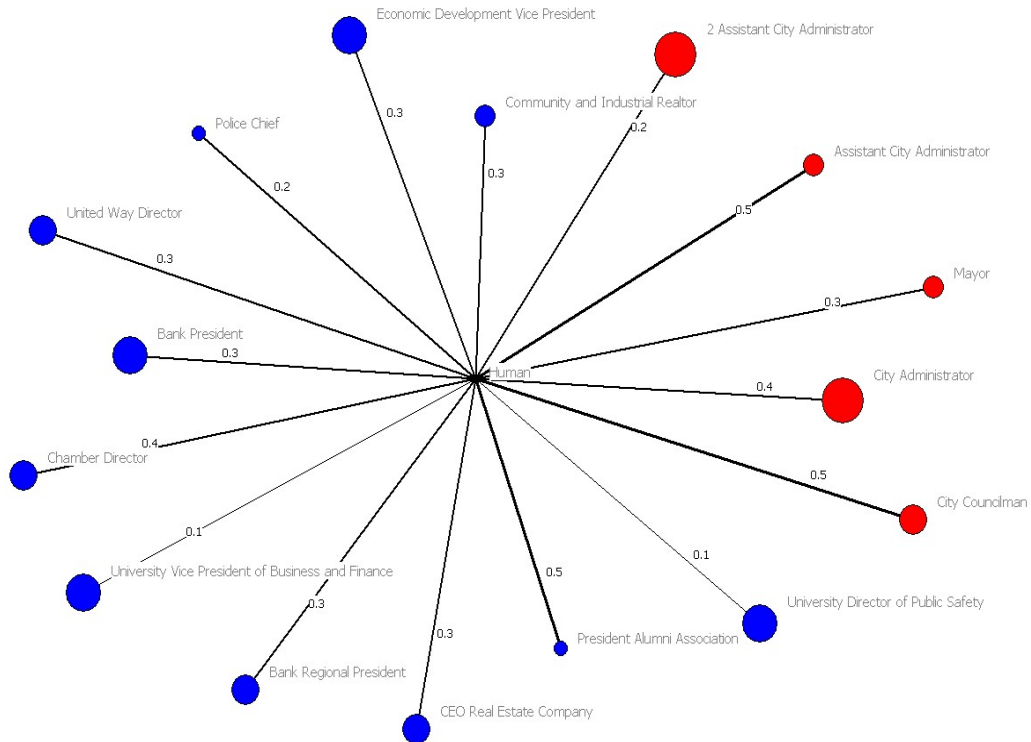 Economic Development Vice President
2 Assistant City Administrator
Community and Industrial Realtor
0.3
Police Chief
0.2
Assistant City Administrator
0.3
0.2
United Way Director
0.5
0.3
Mayor
0.3
Bank President
0.3
Human
City Administrator
0.4
Chamber Director
0.4
0.5
City Councilman
0.1
0.1
University Vice President of Business and Finance
0.5
0.3
University Director of Public Safety
0.3
President Alumni Association
Bank Regional President
CEO Real Estate Company